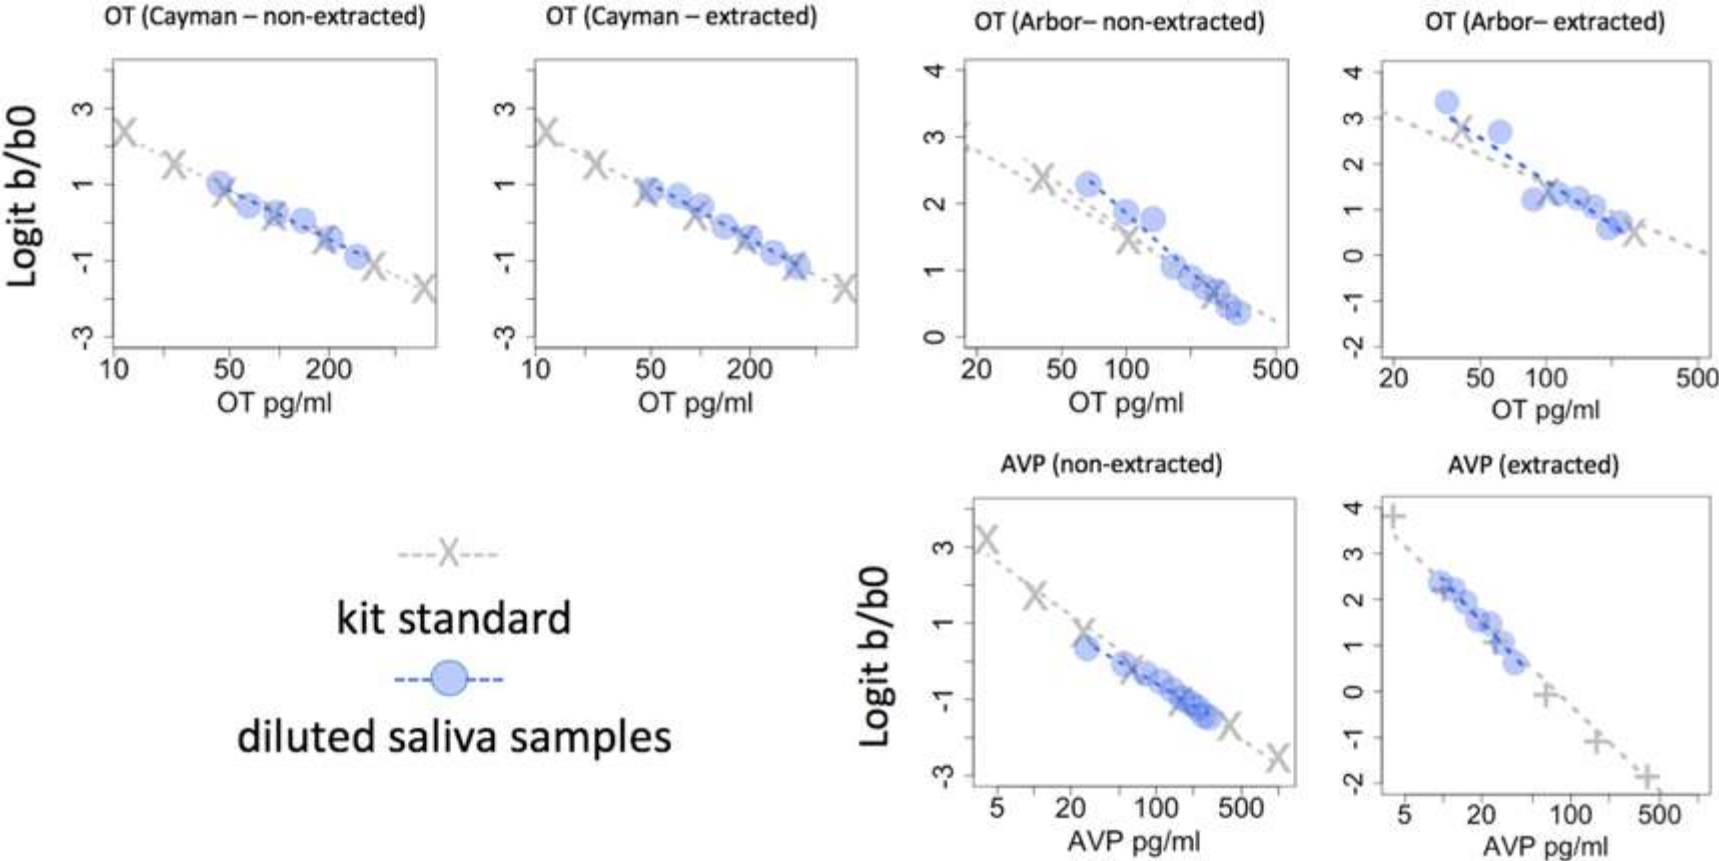 OT (Cayman – non-extracted)
OT (Cayman – extracted)
OT (Arbor– non-extracted)
OT (Arbor– extracted)
Logit b/b0
3
1
-1
-3
10 50 200
OT pg/ml
3
1
-1
-3
10 50 200
OT pg/ml
4
3
2
1
0
20 50 100 500
OT pg/ml
4
3
2
1
0
-1
-2
20 50 100 500
OT pg/ml
X
kit standard
diluted saliva samples
AVP (non-extracted)
AVP (extracted)
Logit b/b0
3
1
-1
-3
5 20 100 500
AVP pg/ml
4
3
2
1
0
-1
-2
5 20 100 500
AVP pg/ml